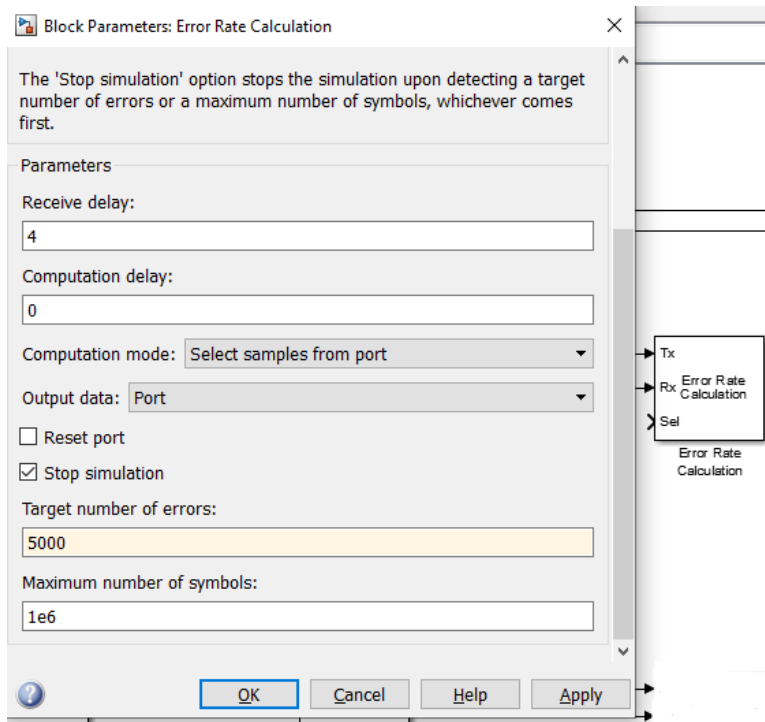 Block Parameters: Error Rate Calculation
The 'Stop simulation' option stops the simulation upon detecting a target
number of errors or a maximum number of symbols, whichever comes
first.
Parameters
Receive delay:
4
Computation delay:
0
Computation mode: Select samples from port
Output data: Port
Reset port
Stop simulation
Target number of errors:
5000
Maximum number of symbols:
1e6
OK Cancel Help Apply
Tx
Rx Error Rate
Calculation
Sel
Error Rate
Calculation